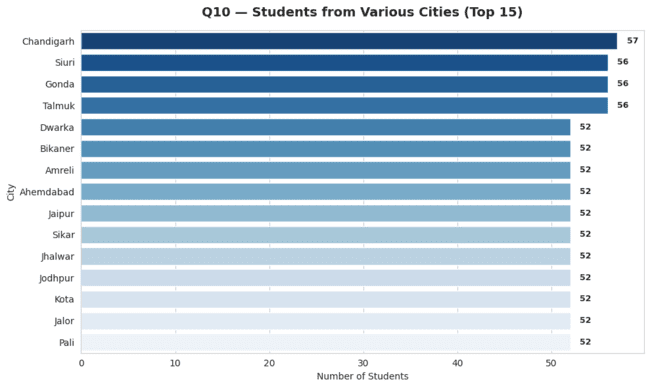 Q10 — Students from Various Cities (Top 15)
City
Chandigarh 57
Siuri 56
Gonda 56
Talmuk 56
Dwarka 52
Bikaner 52
Amreli 52
Ahemdabad 52
Jaipur 52
Sikar 52
Jhalwar 52
Jodhpur 52
Kota 52
Jalor 52
Pali 52
0 10 20 30 40 50
Number of Students